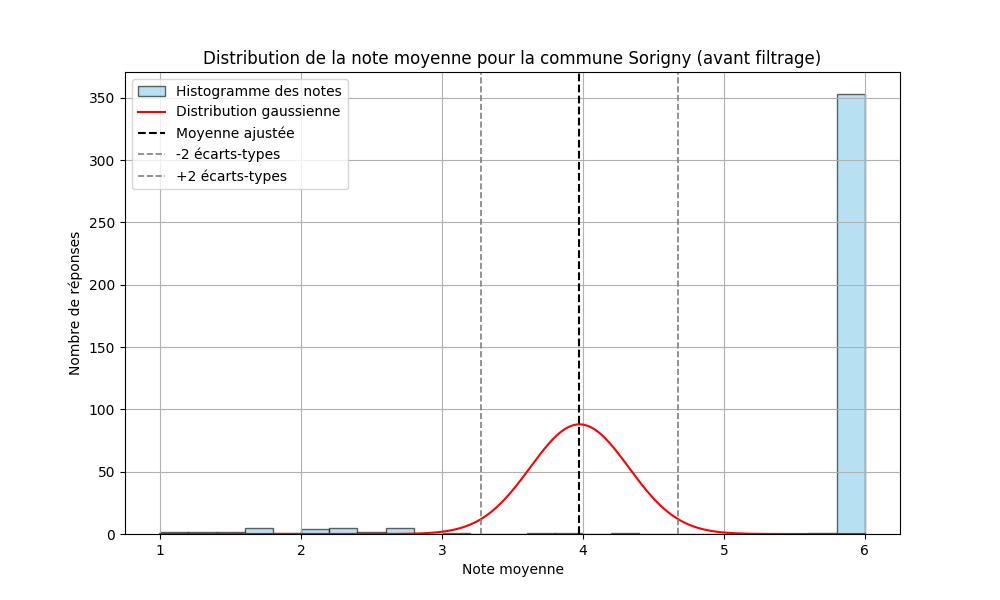 Distribution de la note moyenne pour la commune Sorigny (avant filtrage)
Histogramme des notes
Distribution gaussienne
Moyenne ajustée
-2 écarts-types
+2 écarts-types
Nombre de réponses
350
300
250
200
150
100
50
0
1 2 3 4 5 6
Note moyenne